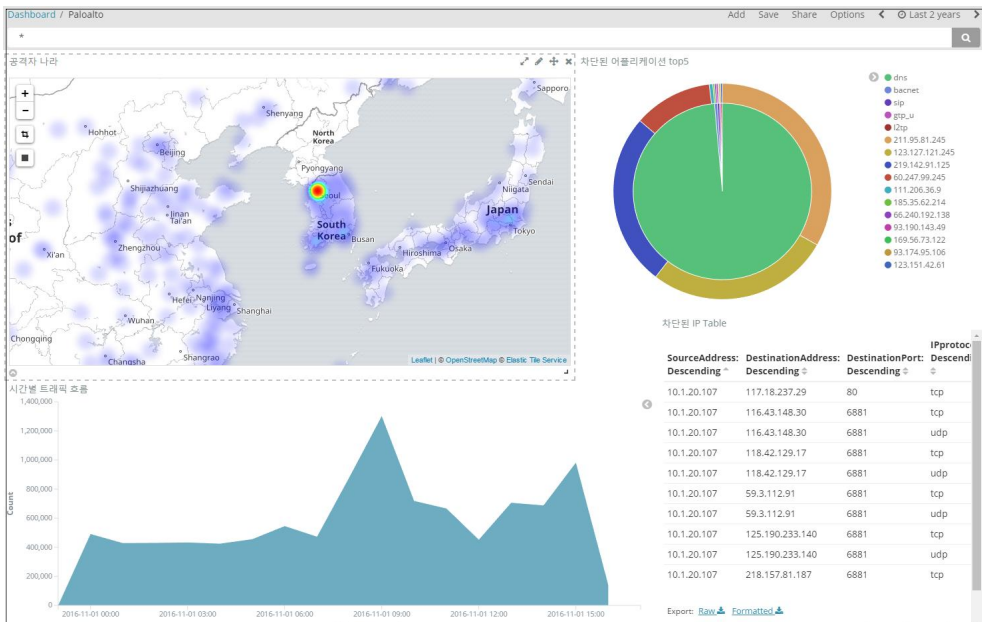 Dashboard / Paloalto
Add Save Share Options Last 2 years
*
공격자 나라
차단된 어플리케이션 top5
+
−
Sapporo
Shenyang
Hohhot
North
Korea
Beijing
Pyongyang
Sendai
Shijiazhuang
Niigata
Jinan
Tai'an
Japan
South
Korea
Tokyo
of
Busan
Zhengzhou
Xi'an
Hiroshima
Osaka
Fukuoka
Hefei
Nanjing
Liyang
Shanghai
Wuhan
Chongqing
Changsha
Shangrao
Leaflet | © OpenStreetMap © Elastic Tile Service
dns
bacnet
sip
gtp_u
l2tp
211.95.81.245
123.127.121.245
219.142.91.125
60.247.99.245
111.206.36.9
185.35.62.214
66.240.192.138
93.190.143.49
169.56.73.122
93.174.95.106
123.151.42.61
시간별 트래픽 흐름
1,400,000
1,200,000
1,000,000
800,000
600,000
400,000
200,000
0
Count
2016-11-01 00:00 2016-11-01 03:00 2016-11-01 06:00 2016-11-01 09:00 2016-11-01 12:00 2016-11-01 15:00
차단된 IP Table
SourceAddress: Descending DestinationAddress: Descending DestinationPort: Descending
10.1.20.107 117.18.237.29 80 tcp
10.1.20.107 116.43.148.30 6881 tcp
10.1.20.107 116.43.148.30 6881 udp
10.1.20.107 118.42.129.17 6881 tcp
10.1.20.107 118.42.129.17 6881 udp
10.1.20.107 59.3.112.91 6881 tcp
10.1.20.107 59.3.112.91 6881 udp
10.1.20.107 125.190.233.140 6881 tcp
10.1.20.107 125.190.233.140 6881 udp
10.1.20.107 218.157.81.187 6881 tcp
Export: Raw Formatted